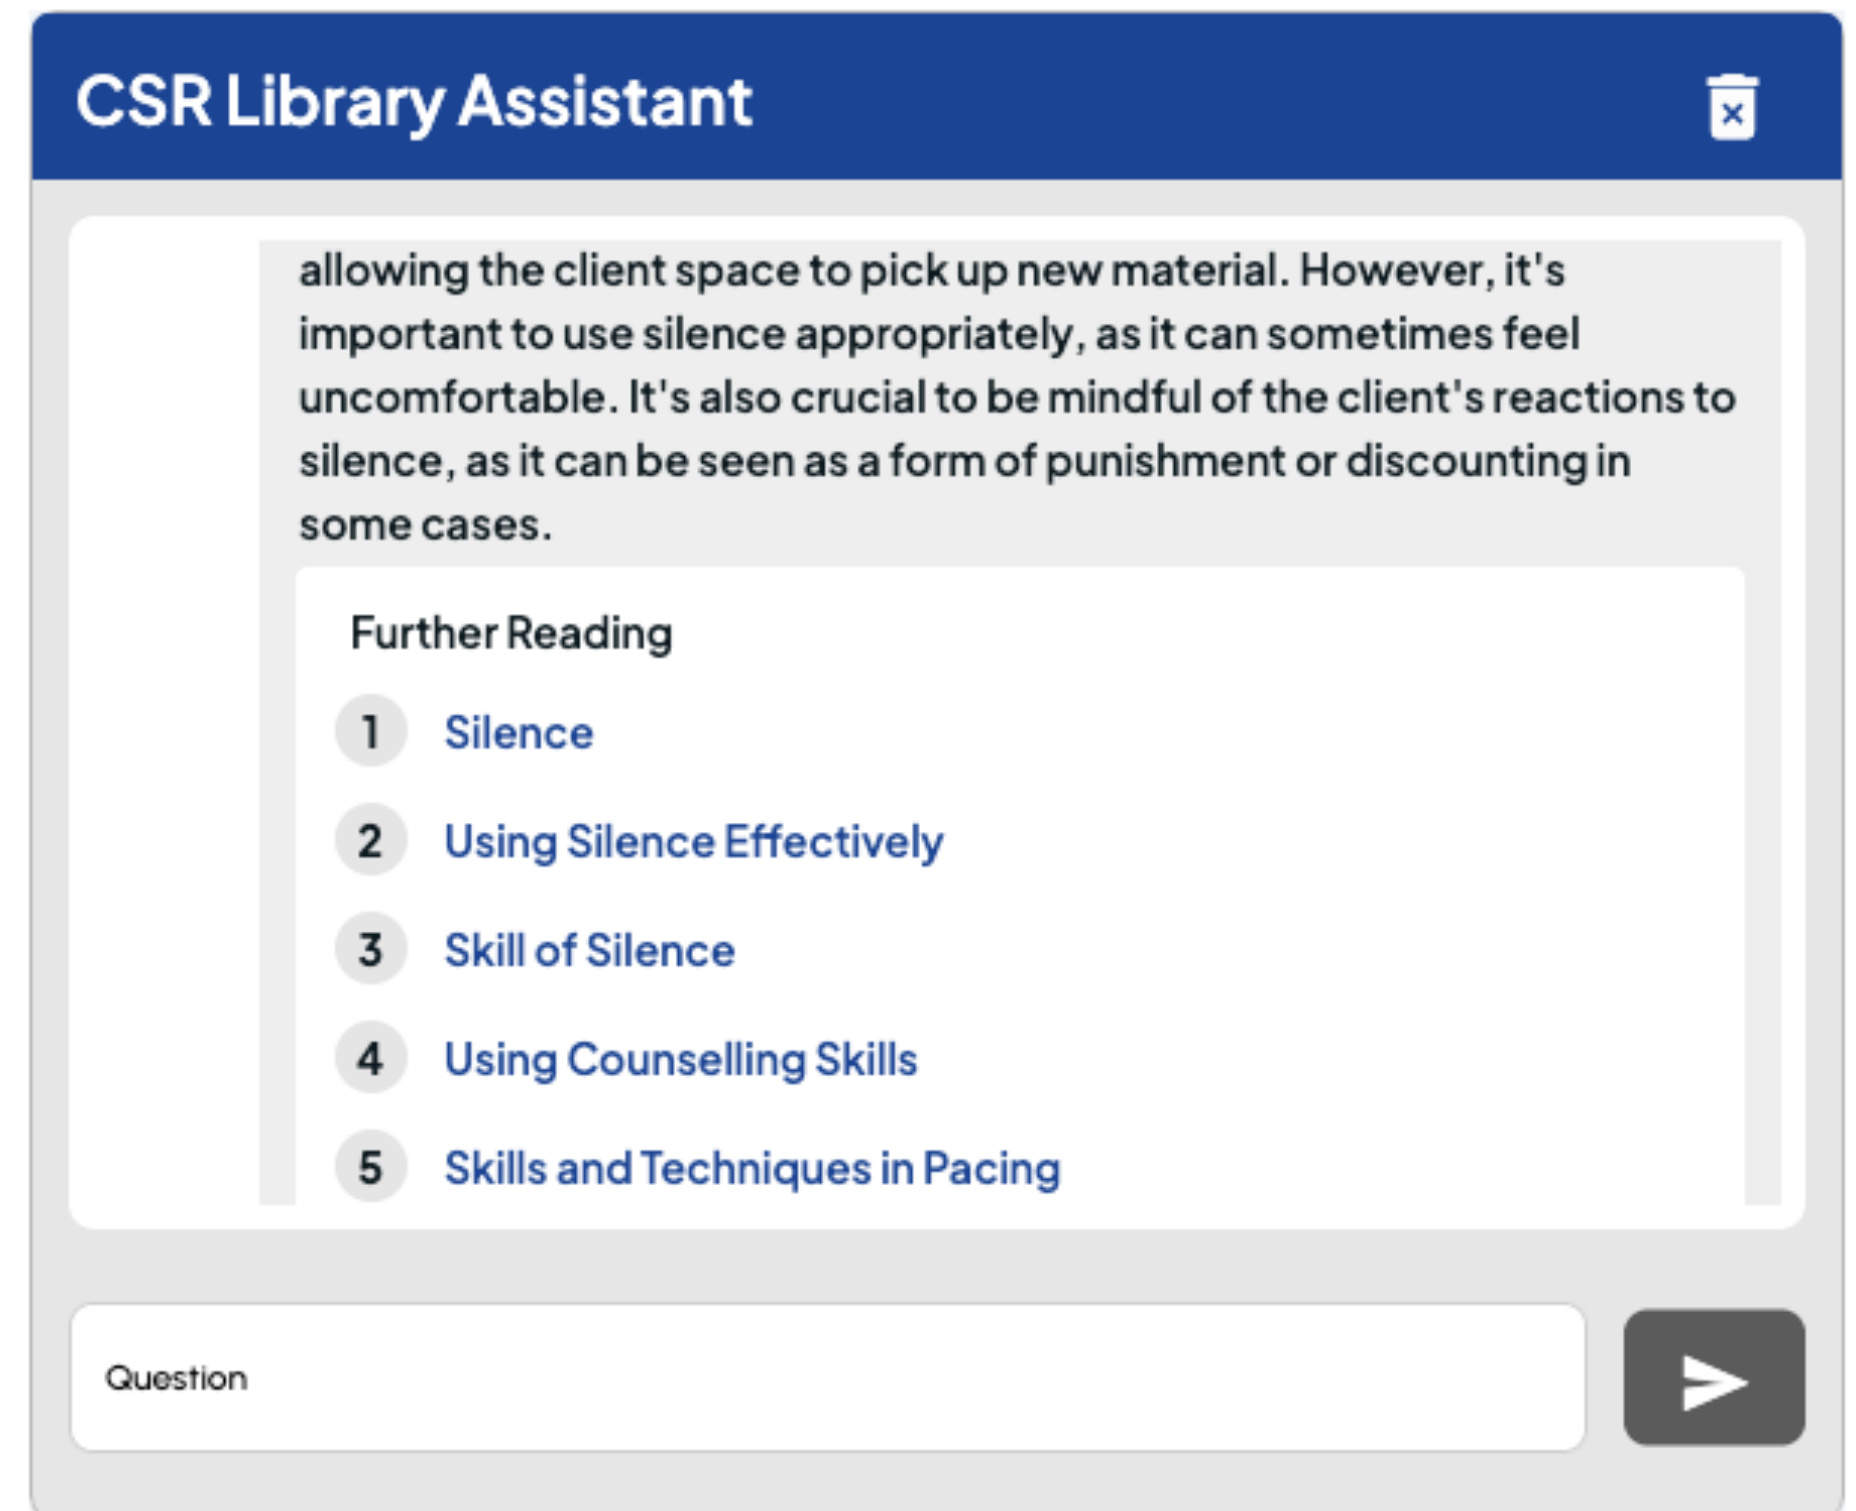 CSR Library Assistant
allowing the client space to pick up new material. However, it's
important to use silence appropriately, as it can sometimes feel
uncomfortable. It's also crucial to be mindful of the client's reactions to
silence, as it can be seen as a form of punishment or discounting in
some cases.
Further Reading
1 Silence
2 Using Silence Effectively
3 Skill of Silence
4 Using Counselling Skills
5 Skills and Techniques in Pacing
Question